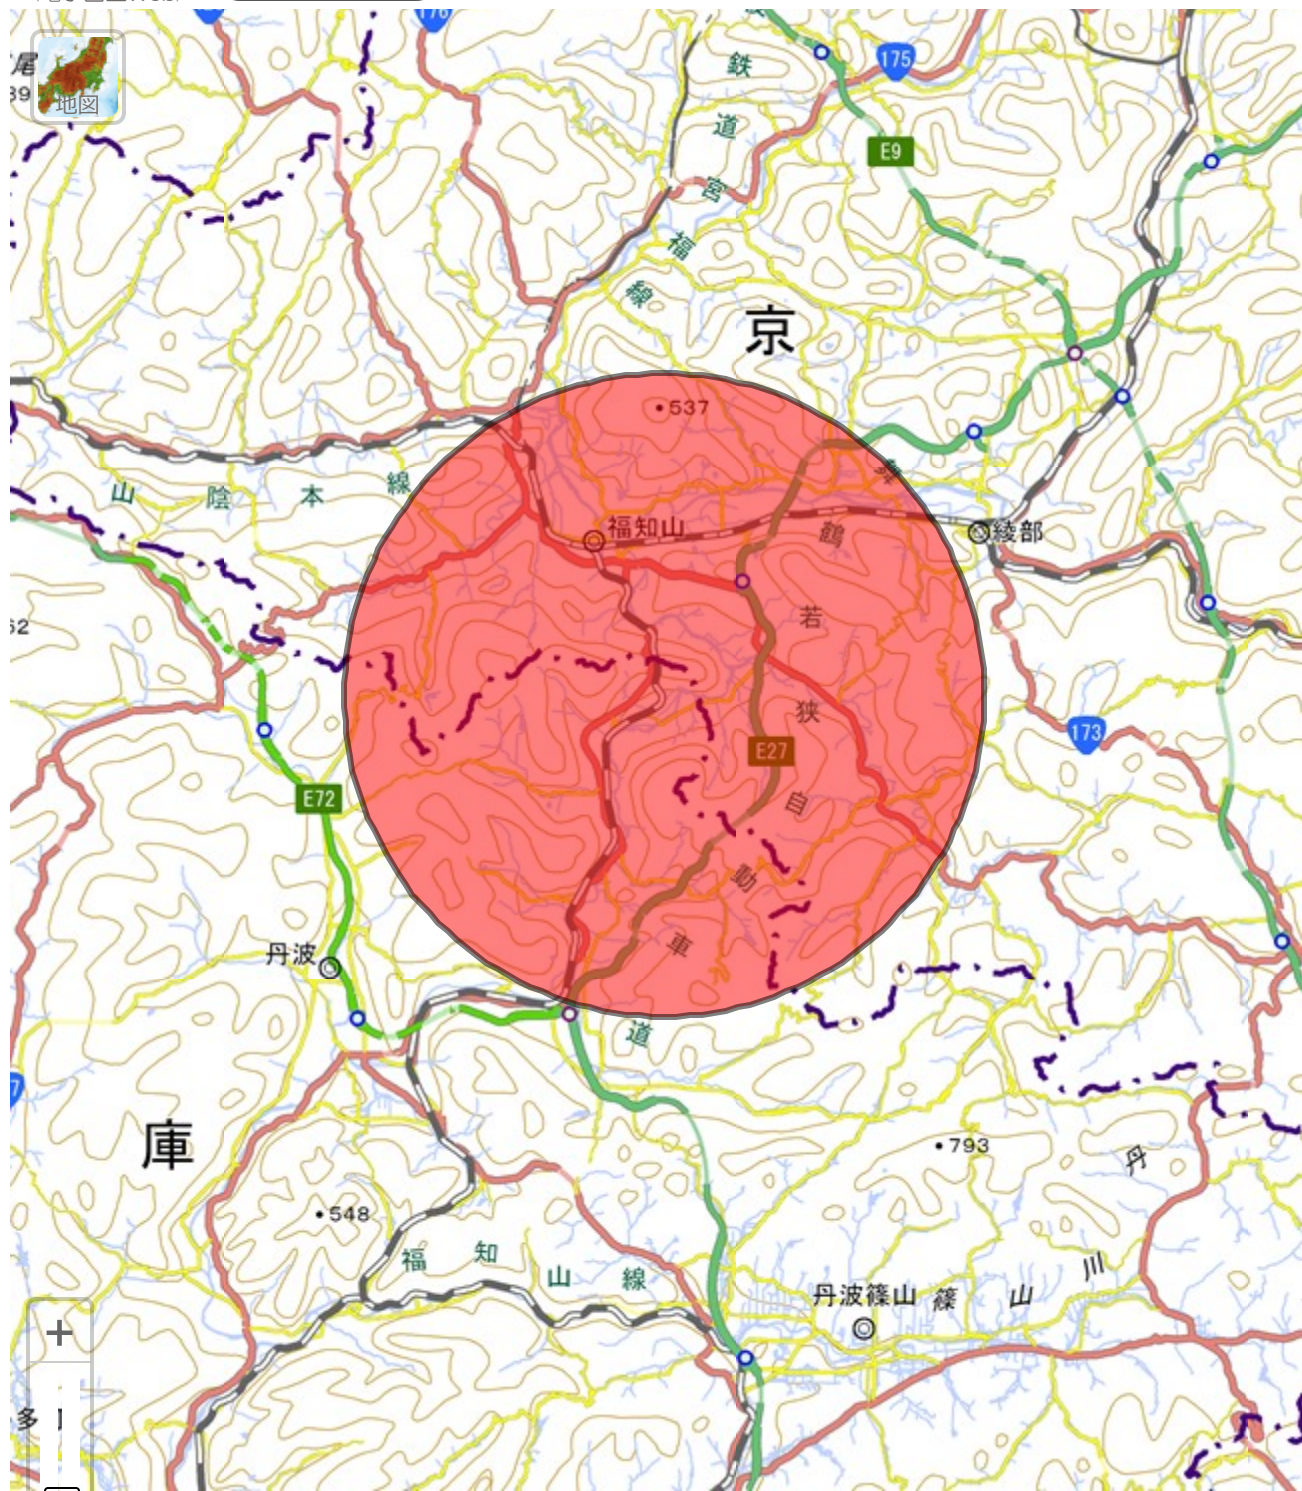 176
175
尾
地図
鉄
道
宮
福
線
E9
京
537
山陰本線
舞
鶴
若
狭
自
動
車
道
福知山
綾部
173
E27
E72
丹波
庫
793
548
丹
福知山線
丹波篠山
篠山川
+
多